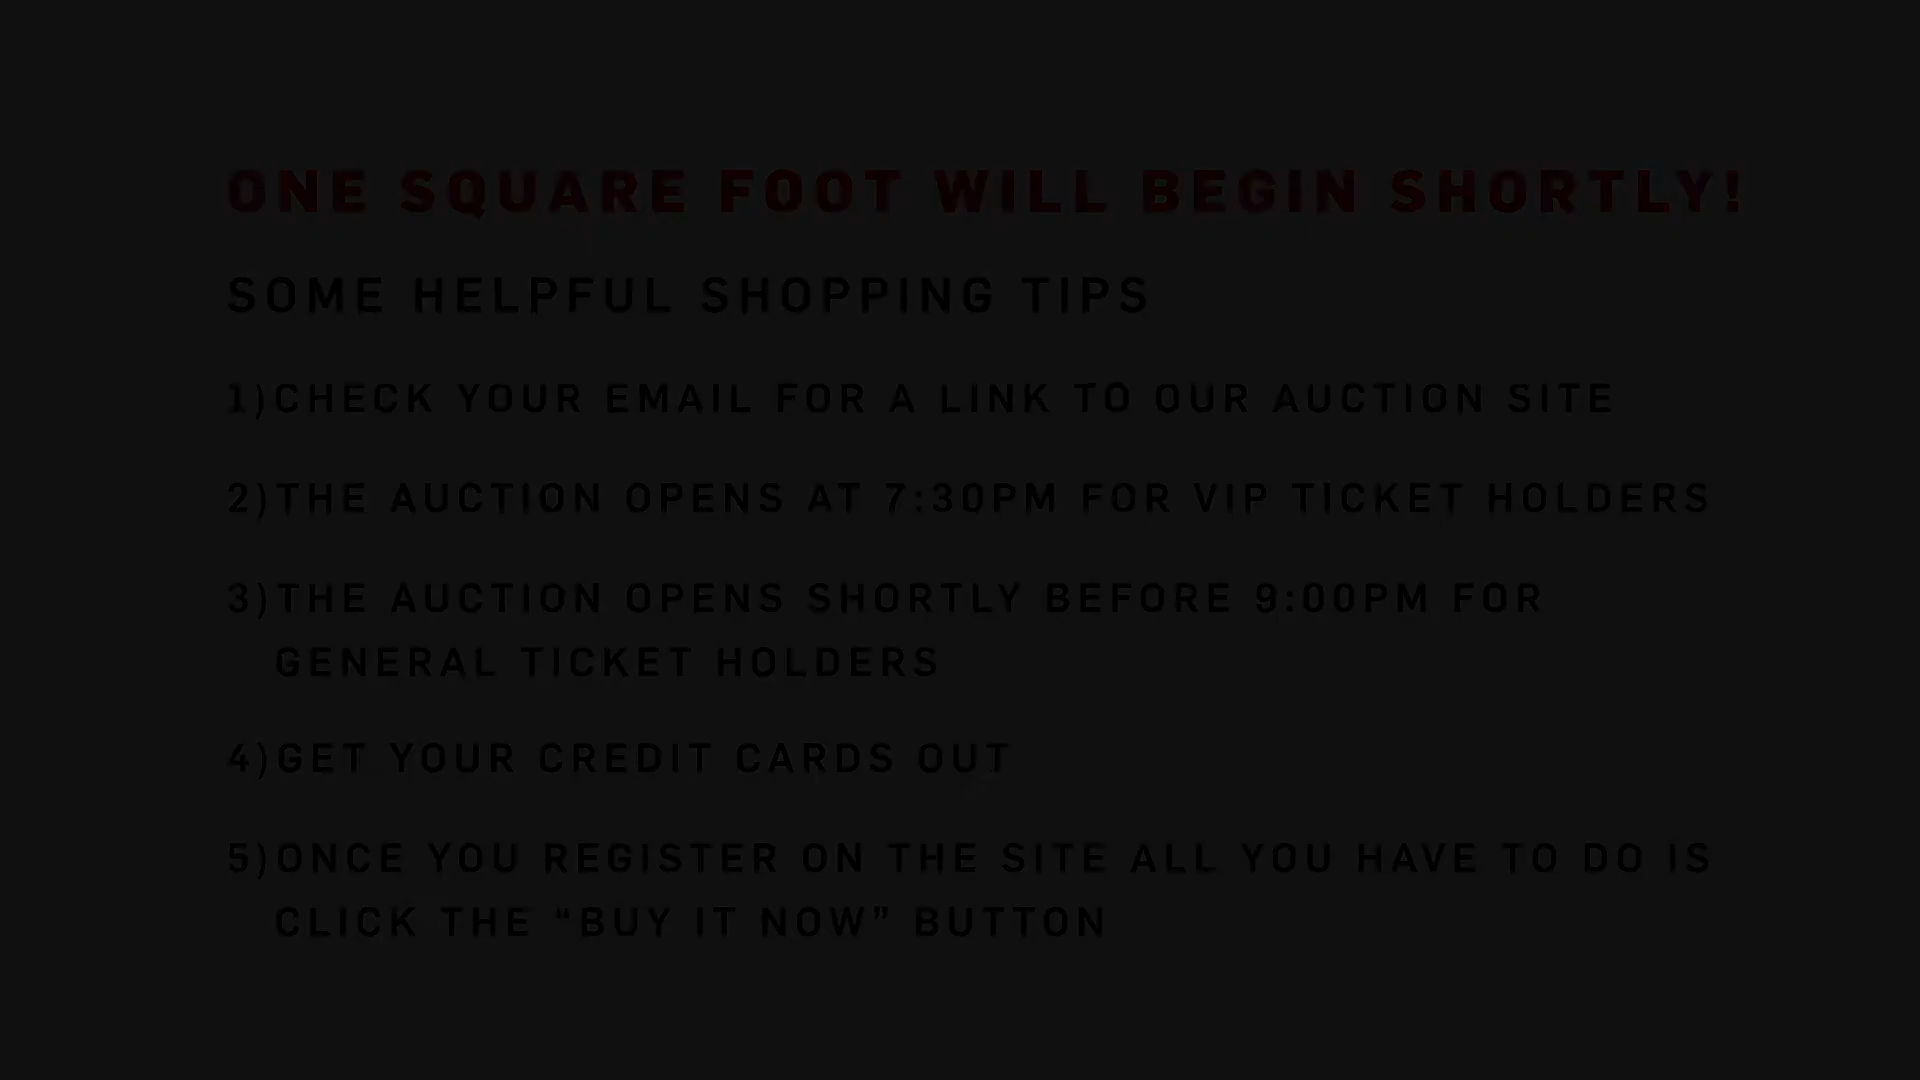 ONE SQUARE FOOT WILL BEGIN SHORTLY!
SOME HELPFUL SHOPPING TIPS
1)CHECK YOUR EMAIL FOR A LINK TO OUR AUCTION SITE
2)THE AUCTION OPENS AT 7:30PM FOR VIP TICKET HOLDERS
3)THE AUCTION OPENS SHORTLY BEFORE 9:00PM FOR
GENERAL TICKET HOLDERS
4)GET YOUR CREDIT CARDS OUT
5)ONCE YOU REGISTER ON THE SITE ALL YOU HAVE TO DO IS
CLICK THE “BUY IT NOW” BUTTON